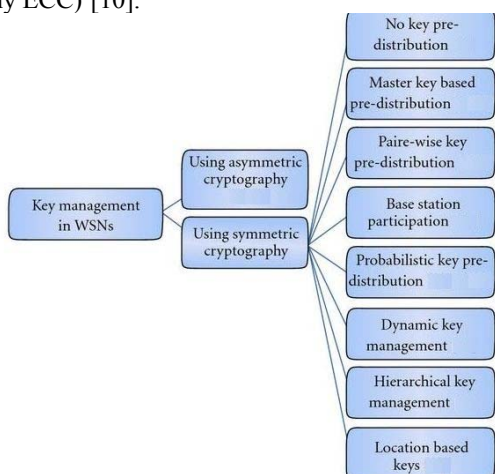 ly ECC) [10].
No key pre-
distribution
Master key based
pre-distribution
Paire-wise key
pre-distribution
Using asymmetric
cryptography
Key management
in WSNs
Base station
participation
Using symmetric
cryptography
Probabilistic key pre-
distribution
Dynamic key
management
Hierarchical key
management
Location based
keys